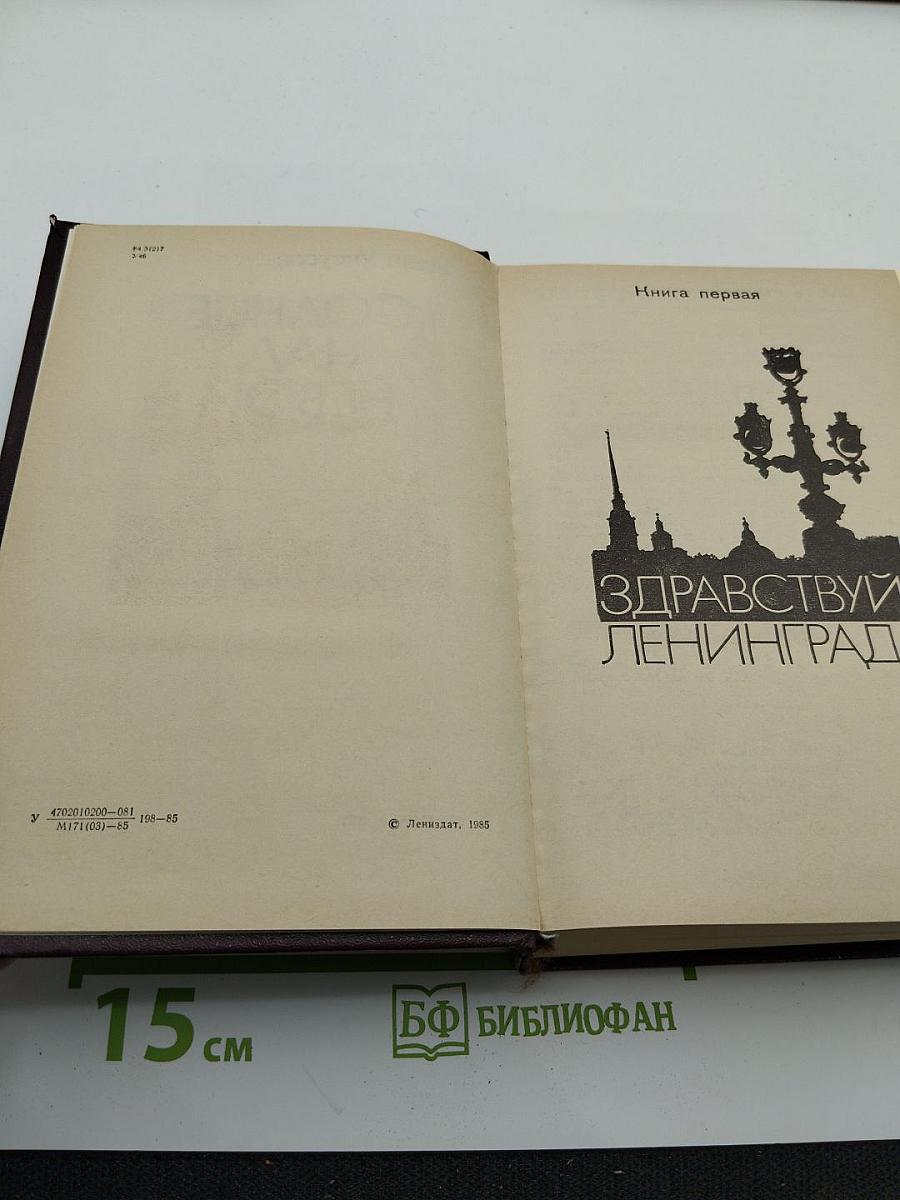 У 4702010200—081
М171(03)—85 198—85
© Лениздат, 1985
Книга первая
ЗДРАВСТВУЙ
ЛЕНИНГРАД
15 см
БФ БИБЛИОФАН